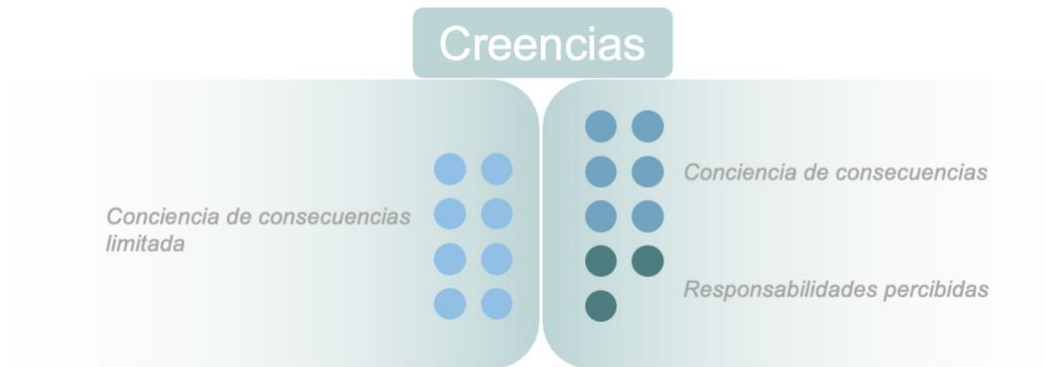 Creencias
Conciencia de consecuencias
limitada
Conciencia de consecuencias
Responsabilidades percibidas